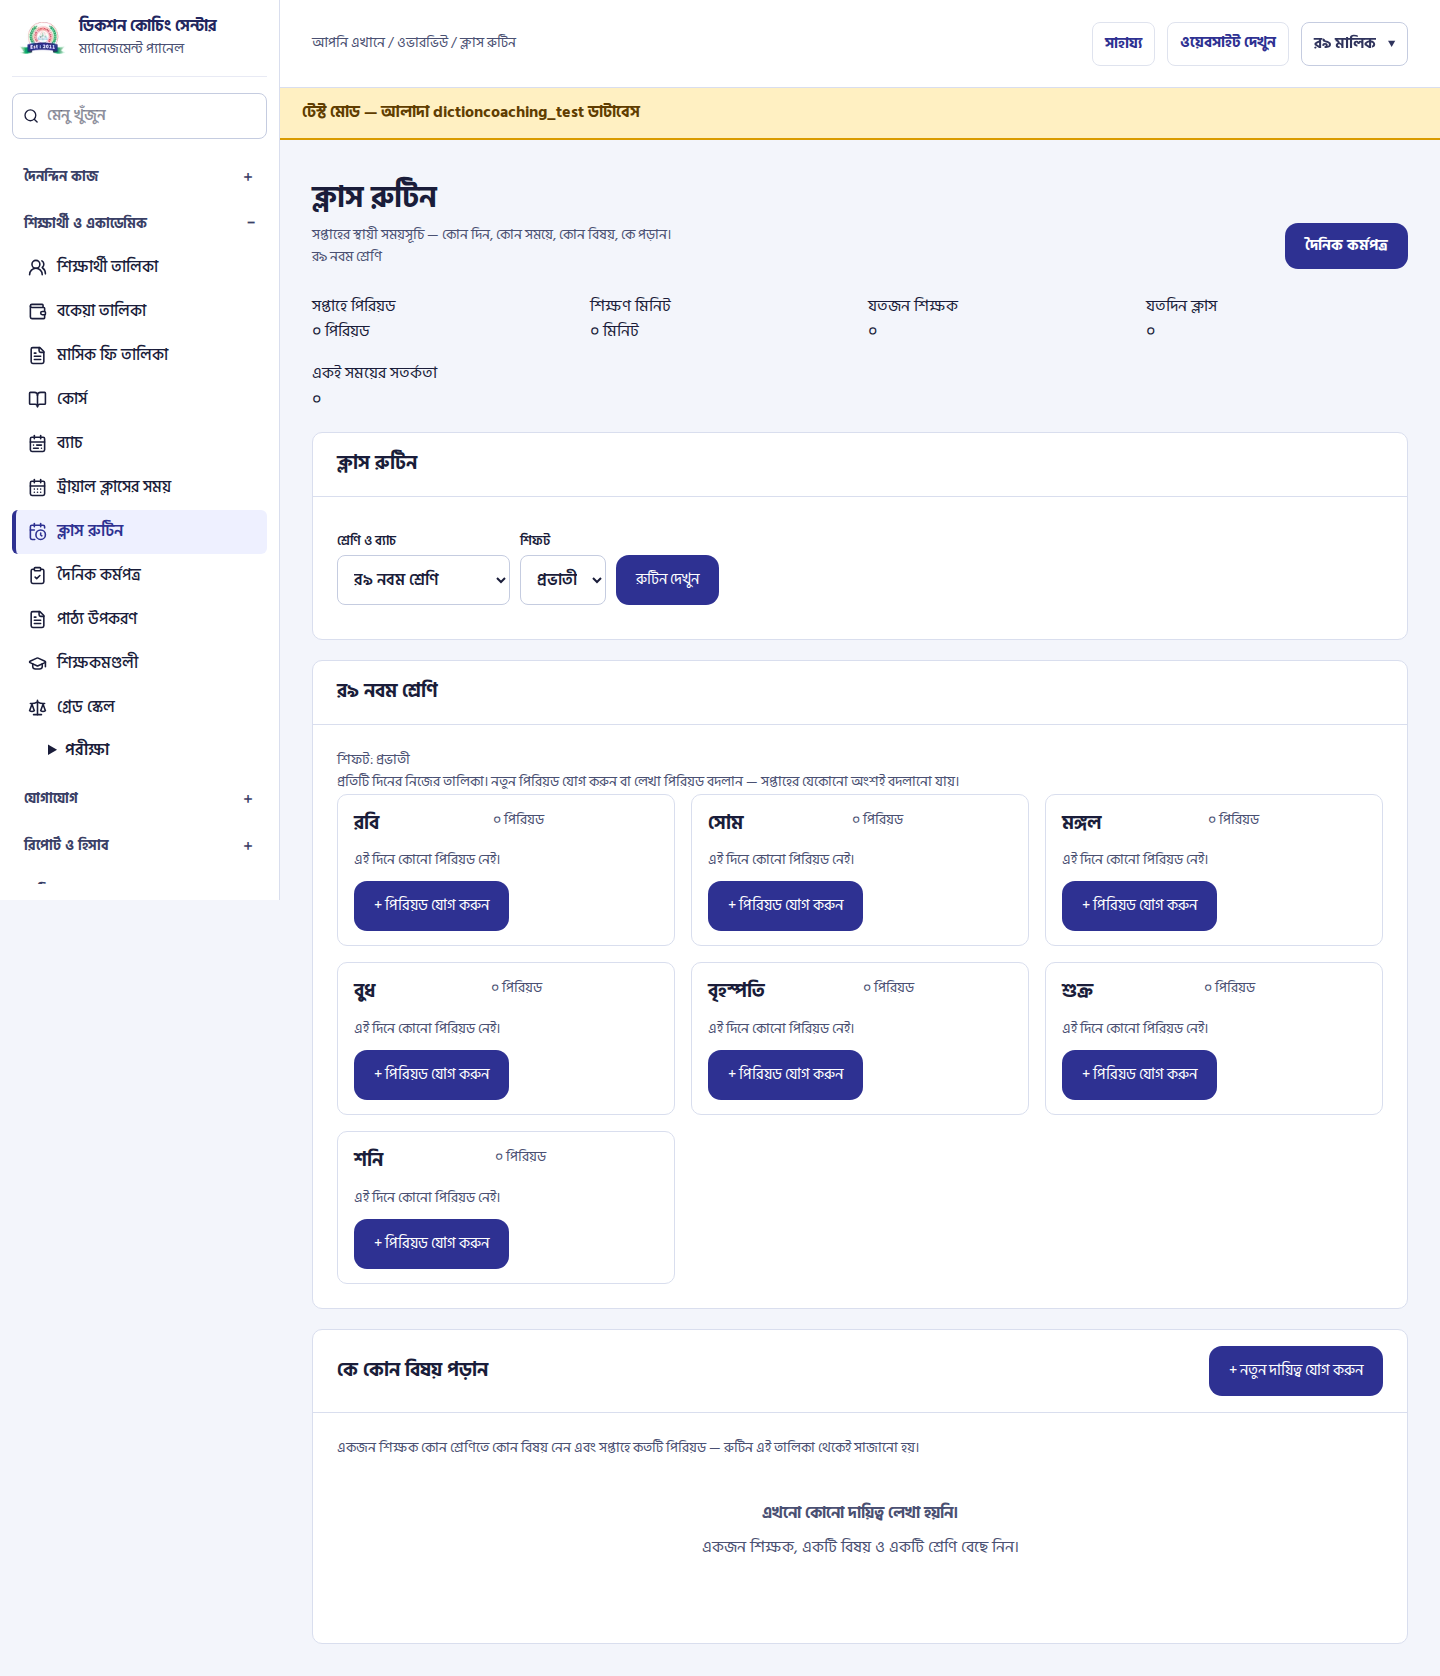 ডিকশন কোচিং সেন্টার
ম্যানেজমেন্ট প্যানেল
Est : 2011
মেনু খুঁজুন
দৈনন্দিন কাজ +
শিক্ষার্থী ও একাডেমিক −
শিক্ষার্থী তালিকা
বকেয়া তালিকা
মাসিক ফি তালিকা
কোর্স
ব্যাচ
ট্রায়াল ক্লাসের সময়
ক্লাস রুটিন
দৈনিক কর্মপত্র
পাঠ্য উপকরণ
শিক্ষকমণ্ডলী
গ্রেড স্কেল
▶ পরীক্ষা
যোগাযোগ +
রিপোর্ট ও হিসাব +
আপনি এখানে / ওভারভিউ / ক্লাস রুটিন
সাহায্য
ওয়েবসাইট দেখুন
র৯ মালিক ▾
টেস্ট মোড — আলাদা dictioncoaching_test ডাটাবেস
ক্লাস রুটিন
সপ্তাহের স্থায়ী সময়সূচি — কোন দিন, কোন সময়ে, কোন বিষয়, কে পড়ান।
র৯ নবম শ্রেণি
দৈনিক কর্মপত্র
সপ্তাহে পিরিয়ড
০ পিরিয়ড
শিক্ষণ মিনিট
০ মিনিট
যতজন শিক্ষক
০
যতদিন ক্লাস
০
একই সময়ের সতর্কতা
০
ক্লাস রুটিন
শ্রেণি ও ব্যাচ
র৯ নবম শ্রেণি
শিফট
প্রভাতী
রুটিন দেখুন
র৯ নবম শ্রেণি
শিফট: প্রভাতী
প্রতিটি দিনের নিজের তালিকা। নতুন পিরিয়ড যোগ করুন বা লেখা পিরিয়ড বদলান — সপ্তাহের যেকোনো অংশই বদলানো যায়।
রবি ০ পিরিয়ড
এই দিনে কোনো পিরিয়ড নেই।
+ পিরিয়ড যোগ করুন
সোম ০ পিরিয়ড
এই দিনে কোনো পিরিয়ড নেই।
+ পিরিয়ড যোগ করুন
মঙ্গল ০ পিরিয়ড
এই দিনে কোনো পিরিয়ড নেই।
+ পিরিয়ড যোগ করুন
বুধ ০ পিরিয়ড
এই দিনে কোনো পিরিয়ড নেই।
+ পিরিয়ড যোগ করুন
বৃহস্পতি ০ পিরিয়ড
এই দিনে কোনো পিরিয়ড নেই।
+ পিরিয়ড যোগ করুন
শুক্র ০ পিরিয়ড
এই দিনে কোনো পিরিয়ড নেই।
+ পিরিয়ড যোগ করুন
শনি ০ পিরিয়ড
এই দিনে কোনো পিরিয়ড নেই।
+ পিরিয়ড যোগ করুন
কে কোন বিষয় পড়ান
+ নতুন দায়িত্ব যোগ করুন
একজন শিক্ষক কোন শ্রেণিতে কোন বিষয় নেন এবং সপ্তাহে কতটি পিরিয়ড — রুটিন এই তালিকা থেকেই সাজানো হয়।
এখনো কোনো দায়িত্ব লেখা হয়নি।
একজন শিক্ষক, একটি বিষয় ও একটি শ্রেণি বেছে নিন।